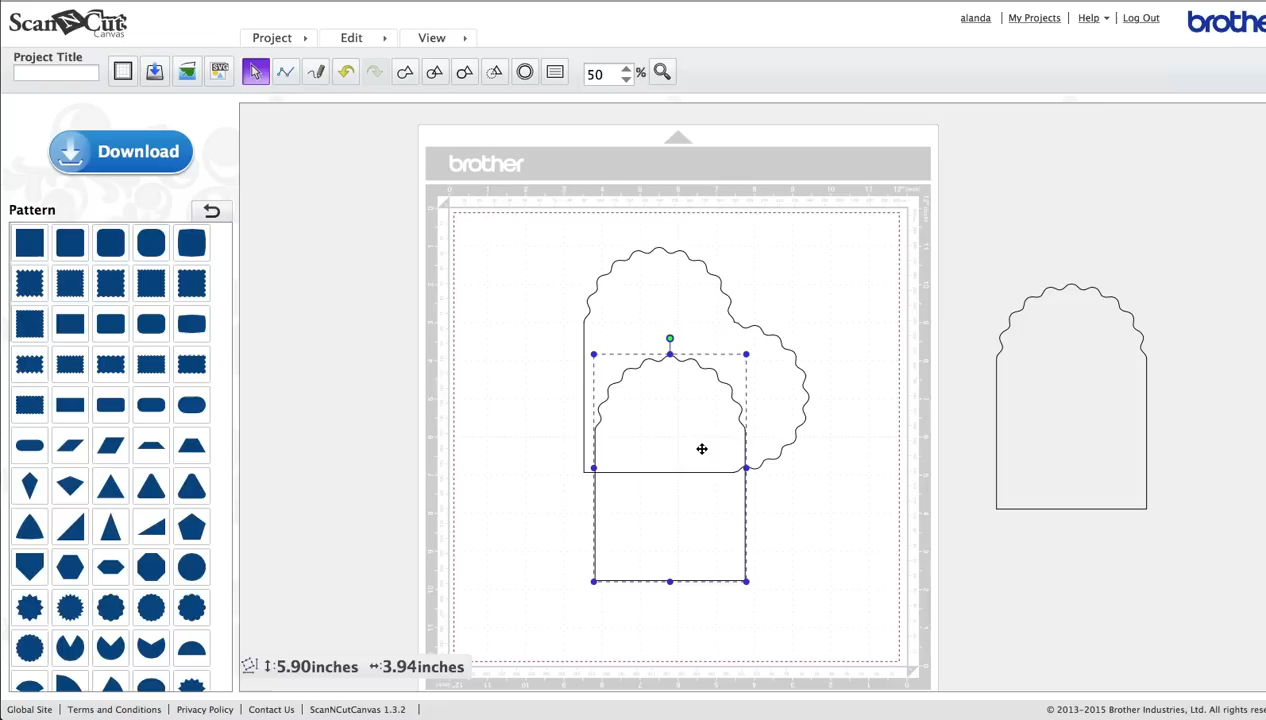 ScanNCut
Canvas
alanda My Projects Help Log Out
brothe
Project Edit View
Project Title
50 %
Download
Pattern
brother
5.90inches 3.94inches
Global Site Terms and Conditions Privacy Policy Contact Us ScanNCutCanvas 1.3.2
© 2013-2015 Brother Industries, Ltd. All rights rese